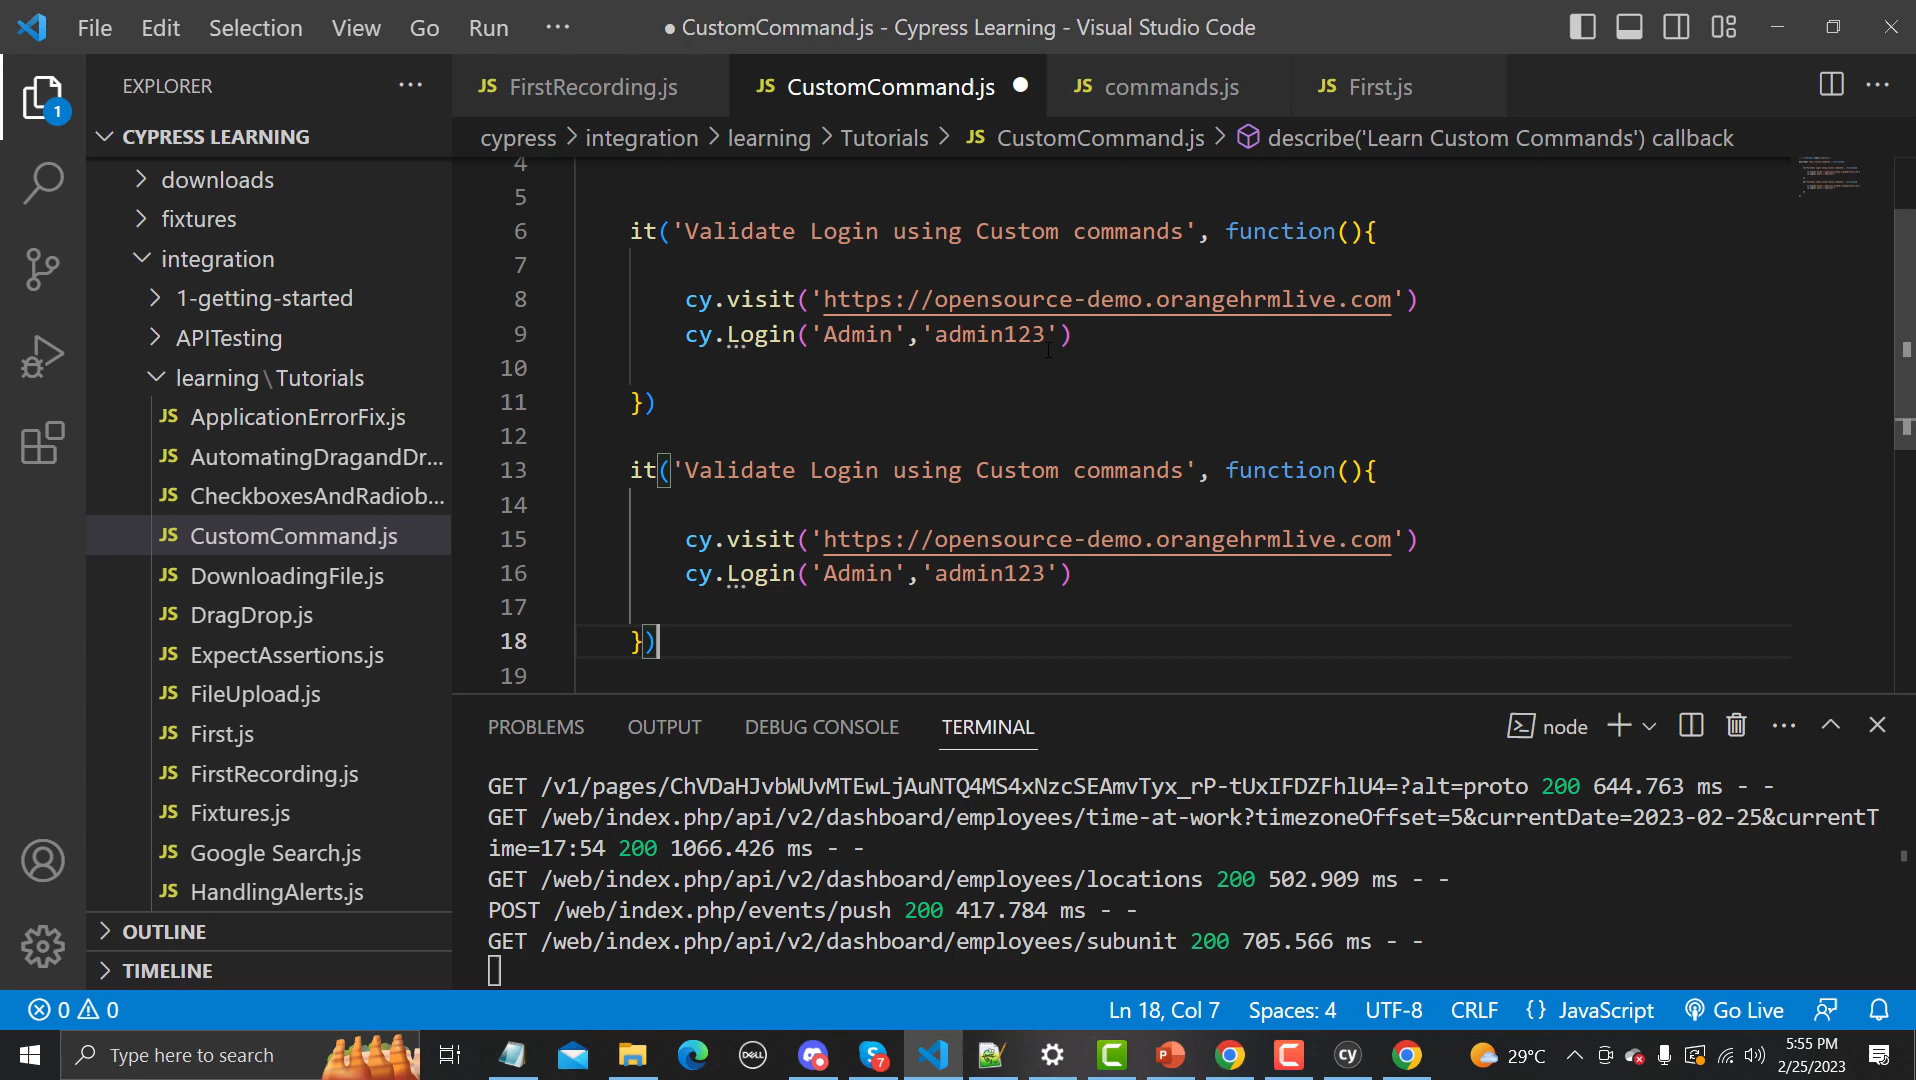 File Edit Selection View Go Run ··· ● CustomCommand.js - Cypress Learning - Visual Studio Code
EXPLORER ···
JS FirstRecording.js JS CustomCommand.js ● JS commands.js JS First.js ···
cypress > integration > learning > Tutorials > JS CustomCommand.js > describe('Learn Custom Commands') callback
1
CYPRESS LEARNING
downloads
fixtures
integration
1-getting-started
APITesting
learning\Tutorials
JS ApplicationErrorFix.js
JS AutomatingDragandDr...
JS CheckboxesAndRadiob...
JS CustomCommand.js
JS DownloadingFile.js
JS DragDrop.js
JS ExpectAssertions.js
JS FileUpload.js
JS First.js
JS FirstRecording.js
JS Fixtures.js
JS Google Search.js
JS HandlingAlerts.js
OUTLINE
TIMELINE
4
5
6 it('Validate Login using Custom commands', function(){
7
8 cy.visit('https://opensource-demo.orangehrmlive.com')
9 cy.Login('Admin','admin123')
10
11 })
12
13 it('Validate Login using Custom commands', function(){
14
15 cy.visit('https://opensource-demo.orangehrmlive.com')
16 cy.Login('Admin','admin123')
17
18 })
19
PROBLEMS OUTPUT DEBUG CONSOLE TERMINAL node ···
GET /v1/pages/ChVDaHJvbWUvMTEwLjAuNTQ4MS4xNzcSEAmvTyx_rP-tUxIFDZFhlU4=?alt=proto 200 644.763 ms - -
GET /web/index.php/api/v2/dashboard/employees/time-at-work?timezoneOffset=5&currentDate=2023-02-25&currentT
ime=17:54 200 1066.426 ms - -
GET /web/index.php/api/v2/dashboard/employees/locations 200 502.909 ms - -
POST /web/index.php/events/push 200 417.784 ms - -
GET /web/index.php/api/v2/dashboard/employees/subunit 200 705.566 ms - -
0 0 Ln 18, Col 7 Spaces: 4 UTF-8 CRLF {} JavaScript Go Live
Type here to search DELL 7 cy 29°C 5:55 PM
2/25/2023